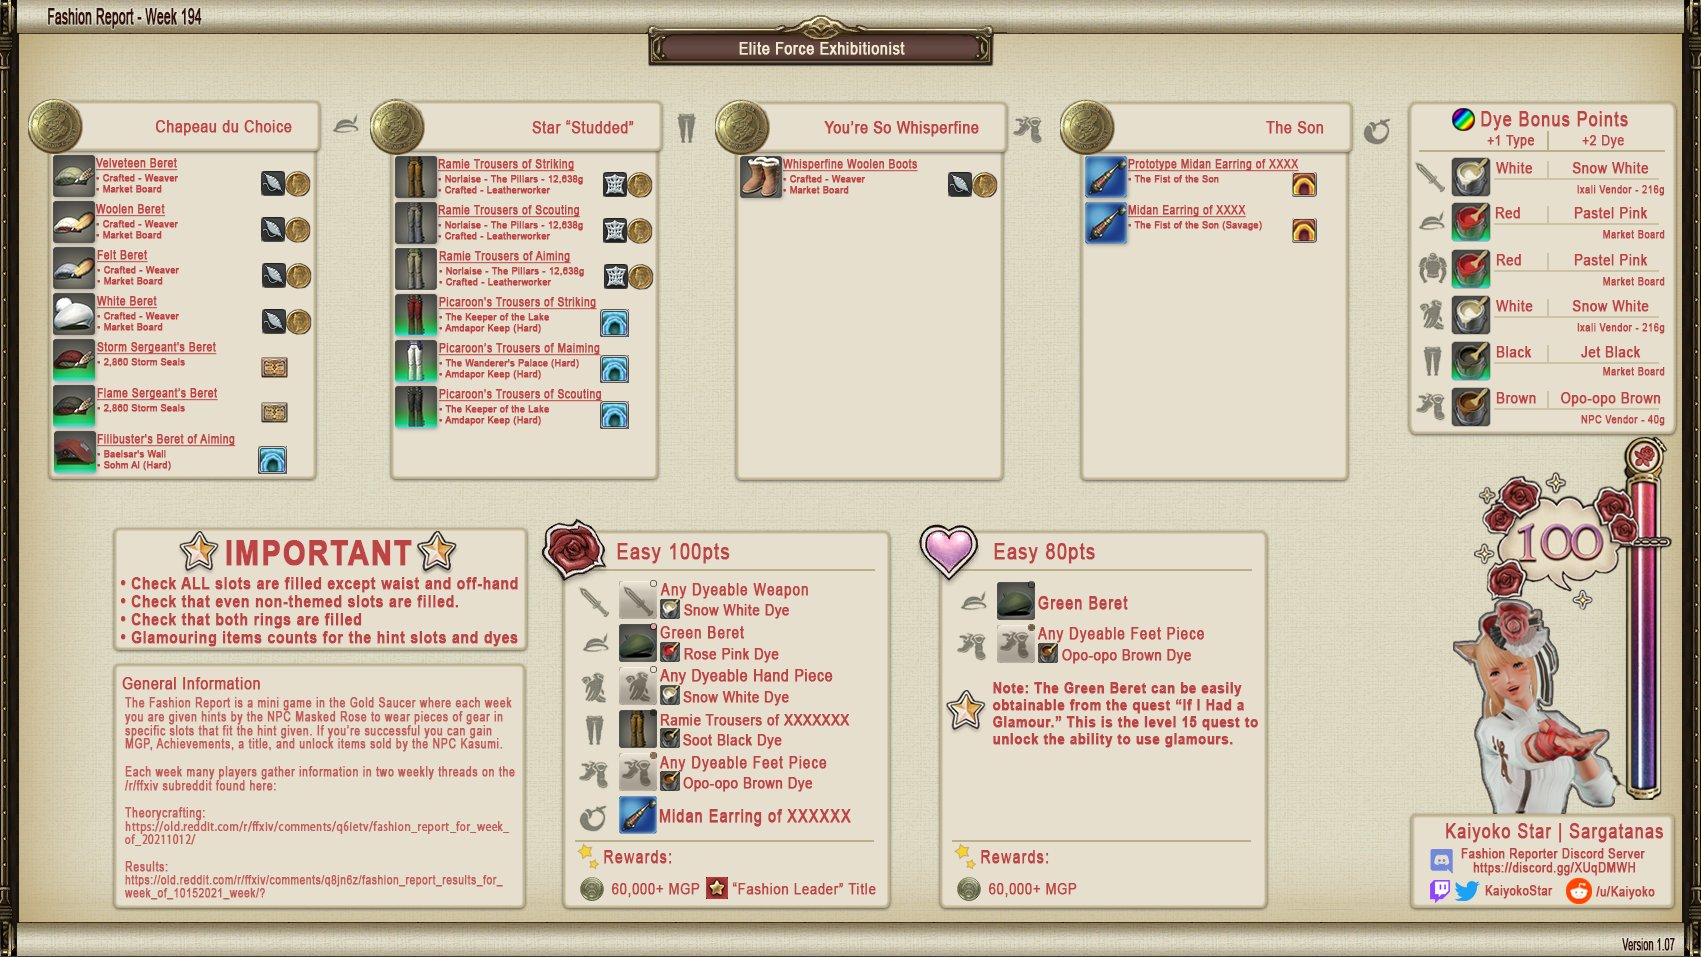 Fashion Report - Week 194
Elite Force Exhibitionist
Chapeau du Choice
Velveteen Beret
• Crafted - Weaver
• Market Board
Woolen Beret
• Crafted - Weaver
• Market Board
Felt Beret
• Crafted - Weaver
• Market Board
White Beret
• Crafted - Weaver
• Market Board
Storm Sergeant's Beret
• 2,860 Storm Seals
Flame Sergeant's Beret
• 2,860 Storm Seals
Filibuster's Beret of Aiming
• Baelsar's Wall
• Sohm Al (Hard)
Star “Studded”
Ramie Trousers of Striking
• Norlaise - The Pillars - 12,638g
• Crafted - Leatherworker
Ramie Trousers of Scouting
• Norlaise - The Pillars - 12,638g
• Crafted - Leatherworker
Ramie Trousers of Aiming
• Norlaise - The Pillars - 12,638g
• Crafted - Leatherworker
Picaroon's Trousers of Striking
• The Keeper of the Lake
• Amdapor Keep (Hard)
Picaroon's Trousers of Maiming
• The Wanderer's Palace (Hard)
• Amdapor Keep (Hard)
Picaroon's Trousers of Scouting
• The Keeper of the Lake
• Amdapor Keep (Hard)
You're So Whisperfine
Whisperfine Woolen Boots
• Crafted - Weaver
• Market Board
The Son
Prototype Midan Earring of XXXX
• The Fist of the Son
Midan Earring of XXXX
• The Fist of the Son (Savage)
Dye Bonus Points
+1 Type | +2 Dye
White | Snow White
Ixali Vendor - 216g
Red | Pastel Pink
Market Board
Red | Pastel Pink
Market Board
White | Snow White
Ixali Vendor - 216g
Black | Jet Black
Market Board
Brown | Opo-opo Brown
NPC Vendor - 40g
IMPORTANT
• Check ALL slots are filled except waist and off-hand
• Check that even non-themed slots are filled.
• Check that both rings are filled
• Glamouring items counts for the hint slots and dyes
General Information
The Fashion Report is a mini game in the Gold Saucer where each week
you are given hints by the NPC Masked Rose to wear pieces of gear in
specific slots that fit the hint given. If you're successful you can gain
MGP, Achievements, a title, and unlock items sold by the NPC Kasumi.
Each week many players gather information in two weekly threads on the
/r/ffxiv subreddit found here:
Theorycrafting:
https://old.reddit.com/r/ffxiv/comments/q6ietv/fashion_report_for_week_
of_20211012/
Results:
https://old.reddit.com/r/ffxiv/comments/q8jn6z/fashion_report_results_for_
week_of_10152021_week/?
Easy 100pts
Any Dyeable Weapon
Snow White Dye
Green Beret
Rose Pink Dye
Any Dyeable Hand Piece
Snow White Dye
Ramie Trousers of XXXXXXX
Soot Black Dye
Any Dyeable Feet Piece
Opo-opo Brown Dye
Midan Earring of XXXXXX
Rewards:
60,000+ MGP
“Fashion Leader” Title
Easy 80pts
Green Beret
Any Dyeable Feet Piece
Opo-opo Brown Dye
Note: The Green Beret can be easily
obtainable from the quest “If I Had a
Glamour.” This is the level 15 quest to
unlock the ability to use glamours.
Rewards:
60,000+ MGP
100
Kaiyoko Star | Sargatanas
Fashion Reporter Discord Server
https://discord.gg/XUqDMWH
KaiyokoStar
/u/Kaiyoko
Version 1.07